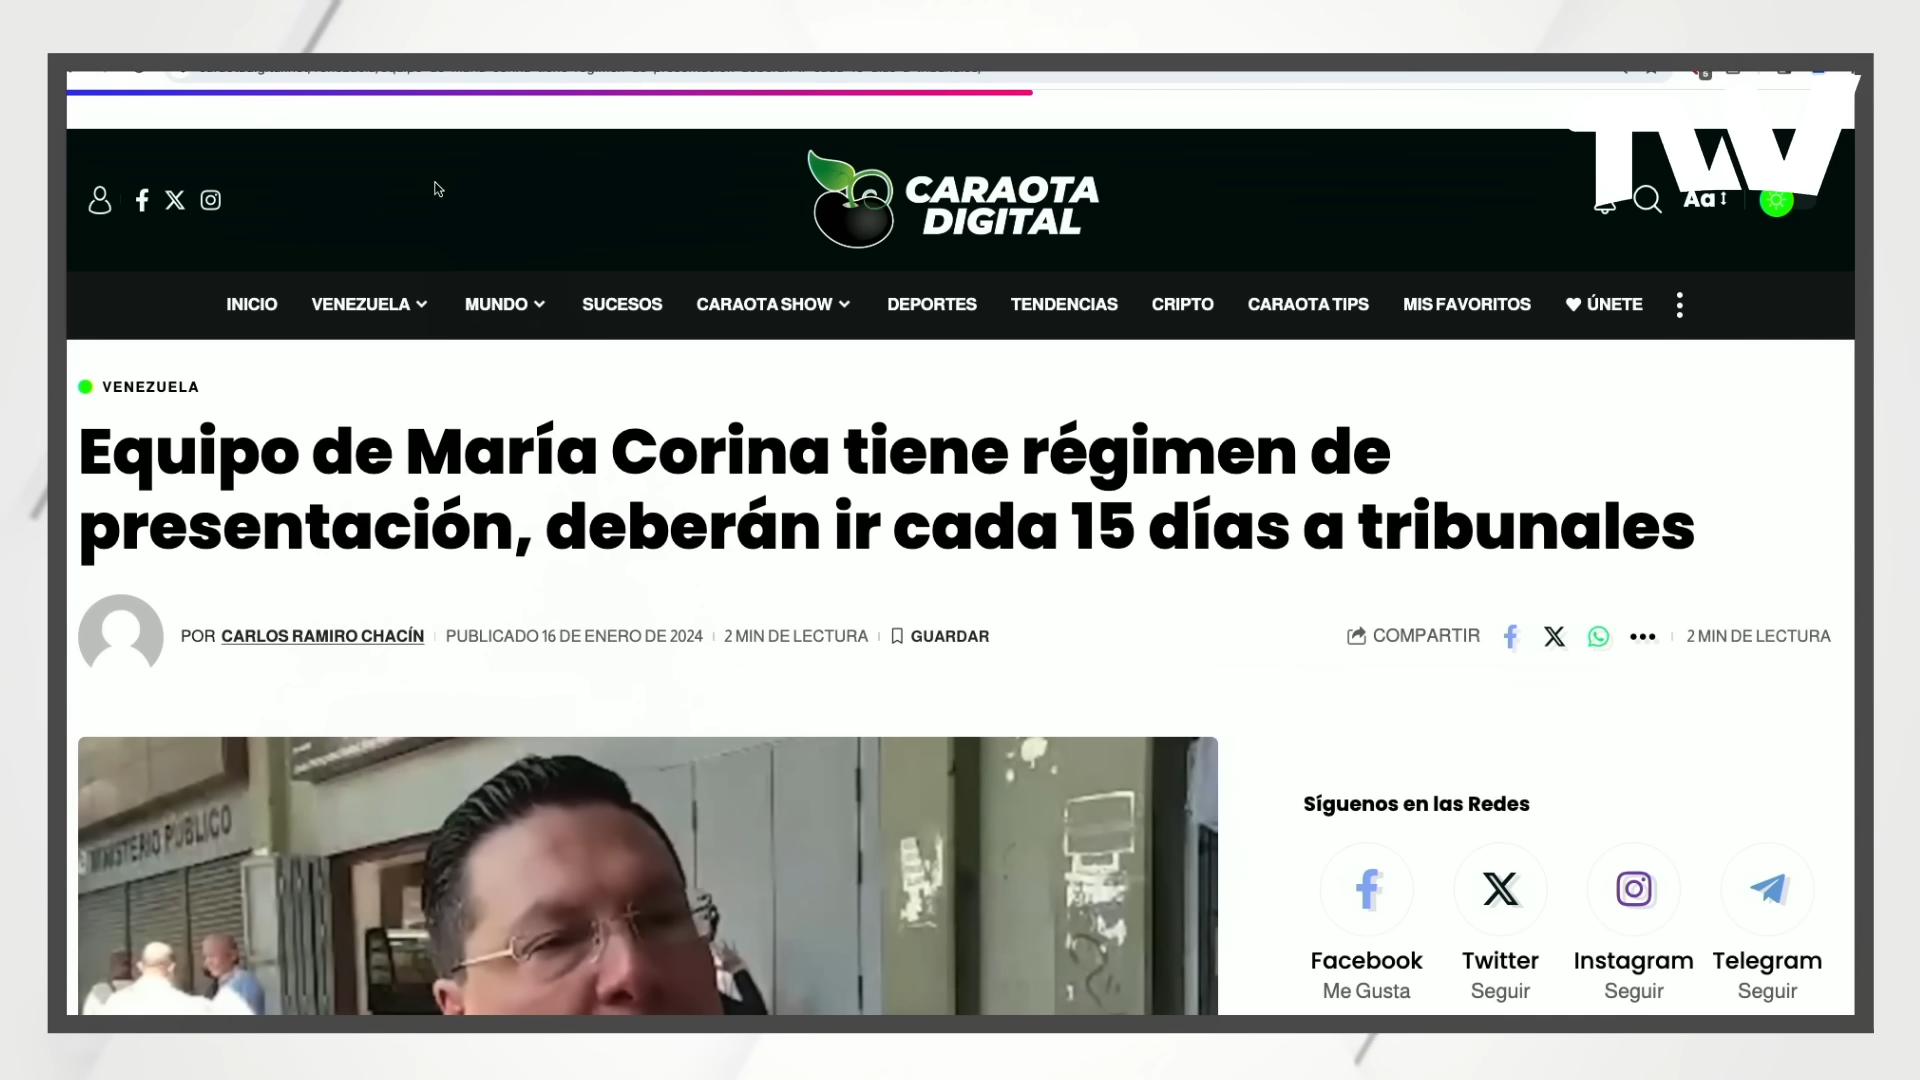 TVV
CARAOTA
DIGITAL
Aa
INICIO VENEZUELA MUNDO SUCESOS CARAOTA SHOW DEPORTES TENDENCIAS CRIPTO CARAOTA TIPS MIS FAVORITOS ÚNETE
VENEZUELA
Equipo de María Corina tiene régimen de
presentación, deberán ir cada 15 días a tribunales
POR CARLOS RAMIRO CHACÍN PUBLICADO 16 DE ENERO DE 2024 2 MIN DE LECTURA GUARDAR COMPARTIR 2 MIN DE LECTURA
MINISTERIO PÚBLICO
Síguenos en las Redes
Facebook Twitter Instagram Telegram
Me Gusta Seguir Seguir Seguir